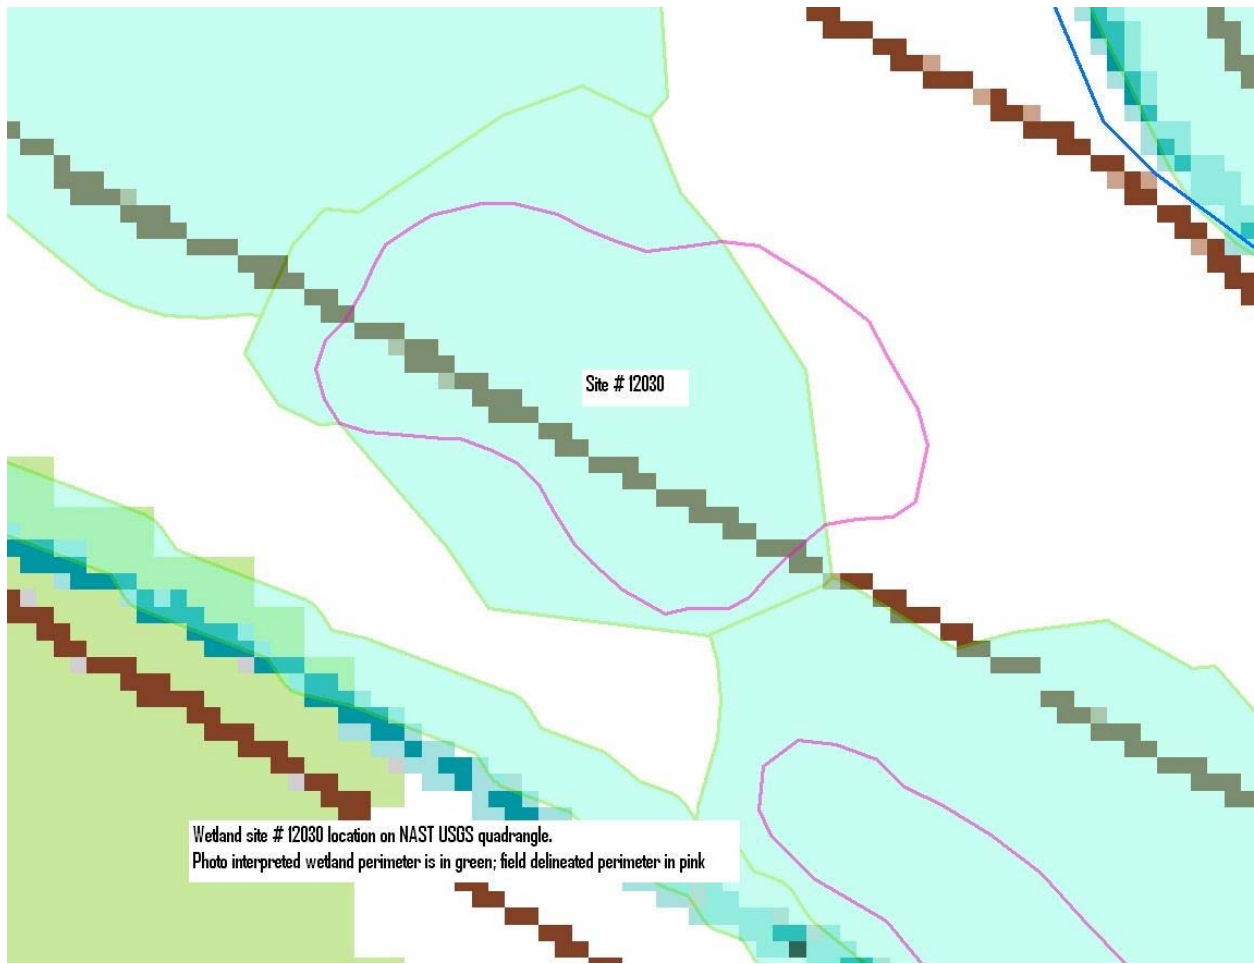 Site # 12030
Wetland site # 12030 location on NAST USGS quadrangle.
Photo interpreted wetland perimeter is in green; field delineated perimeter in pink